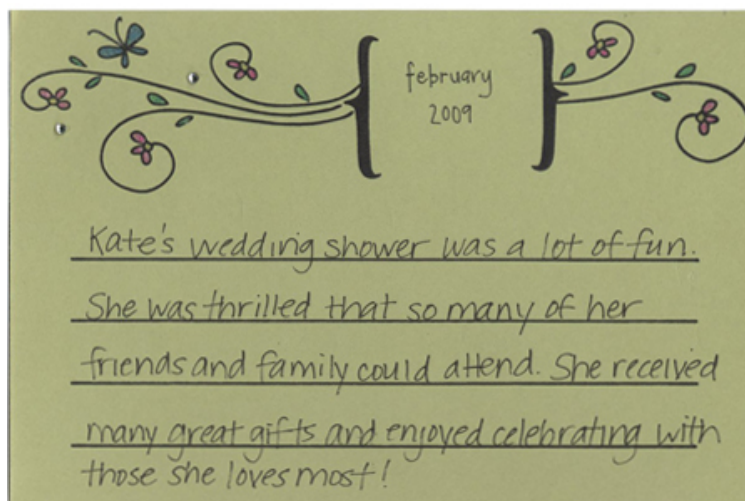 february
2009
Kate's wedding shower was a lot of fun.
She was thrilled that so many of her
friends and family could attend. She received
many great gifts and enjoyed celebrating with
those she loves most!